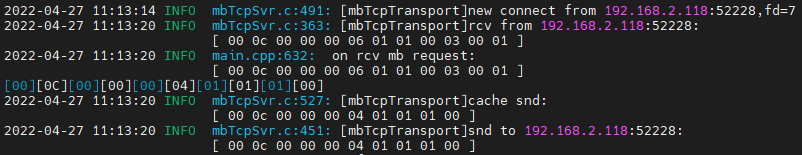 2022-04-27 11:13:14 INFO  mbTcpSvr.c:491: [mbTcpTransport]new connect from 192.168.2.118:52228,fd=7
2022-04-27 11:13:20 INFO  mbTcpSvr.c:363: [mbTcpTransport]rcv from 192.168.2.118:52228:
[ 00 0c 00 00 00 06 01 01 00 03 00 01 ]
2022-04-27 11:13:20 INFO  main.cpp:632:  on rcv mb request:
[ 00 0c 00 00 00 06 01 01 00 03 00 01 ]
[00][0C][00][00][00][04][01][01][01][00]
2022-04-27 11:13:20 INFO  mbTcpSvr.c:527: [mbTcpTransport]cache snd:
[ 00 0c 00 00 00 04 01 01 01 00 ]
2022-04-27 11:13:20 INFO  mbTcpSvr.c:451: [mbTcpTransport]snd to 192.168.2.118:52228:
[ 00 0c 00 00 00 04 01 01 01 00 ]